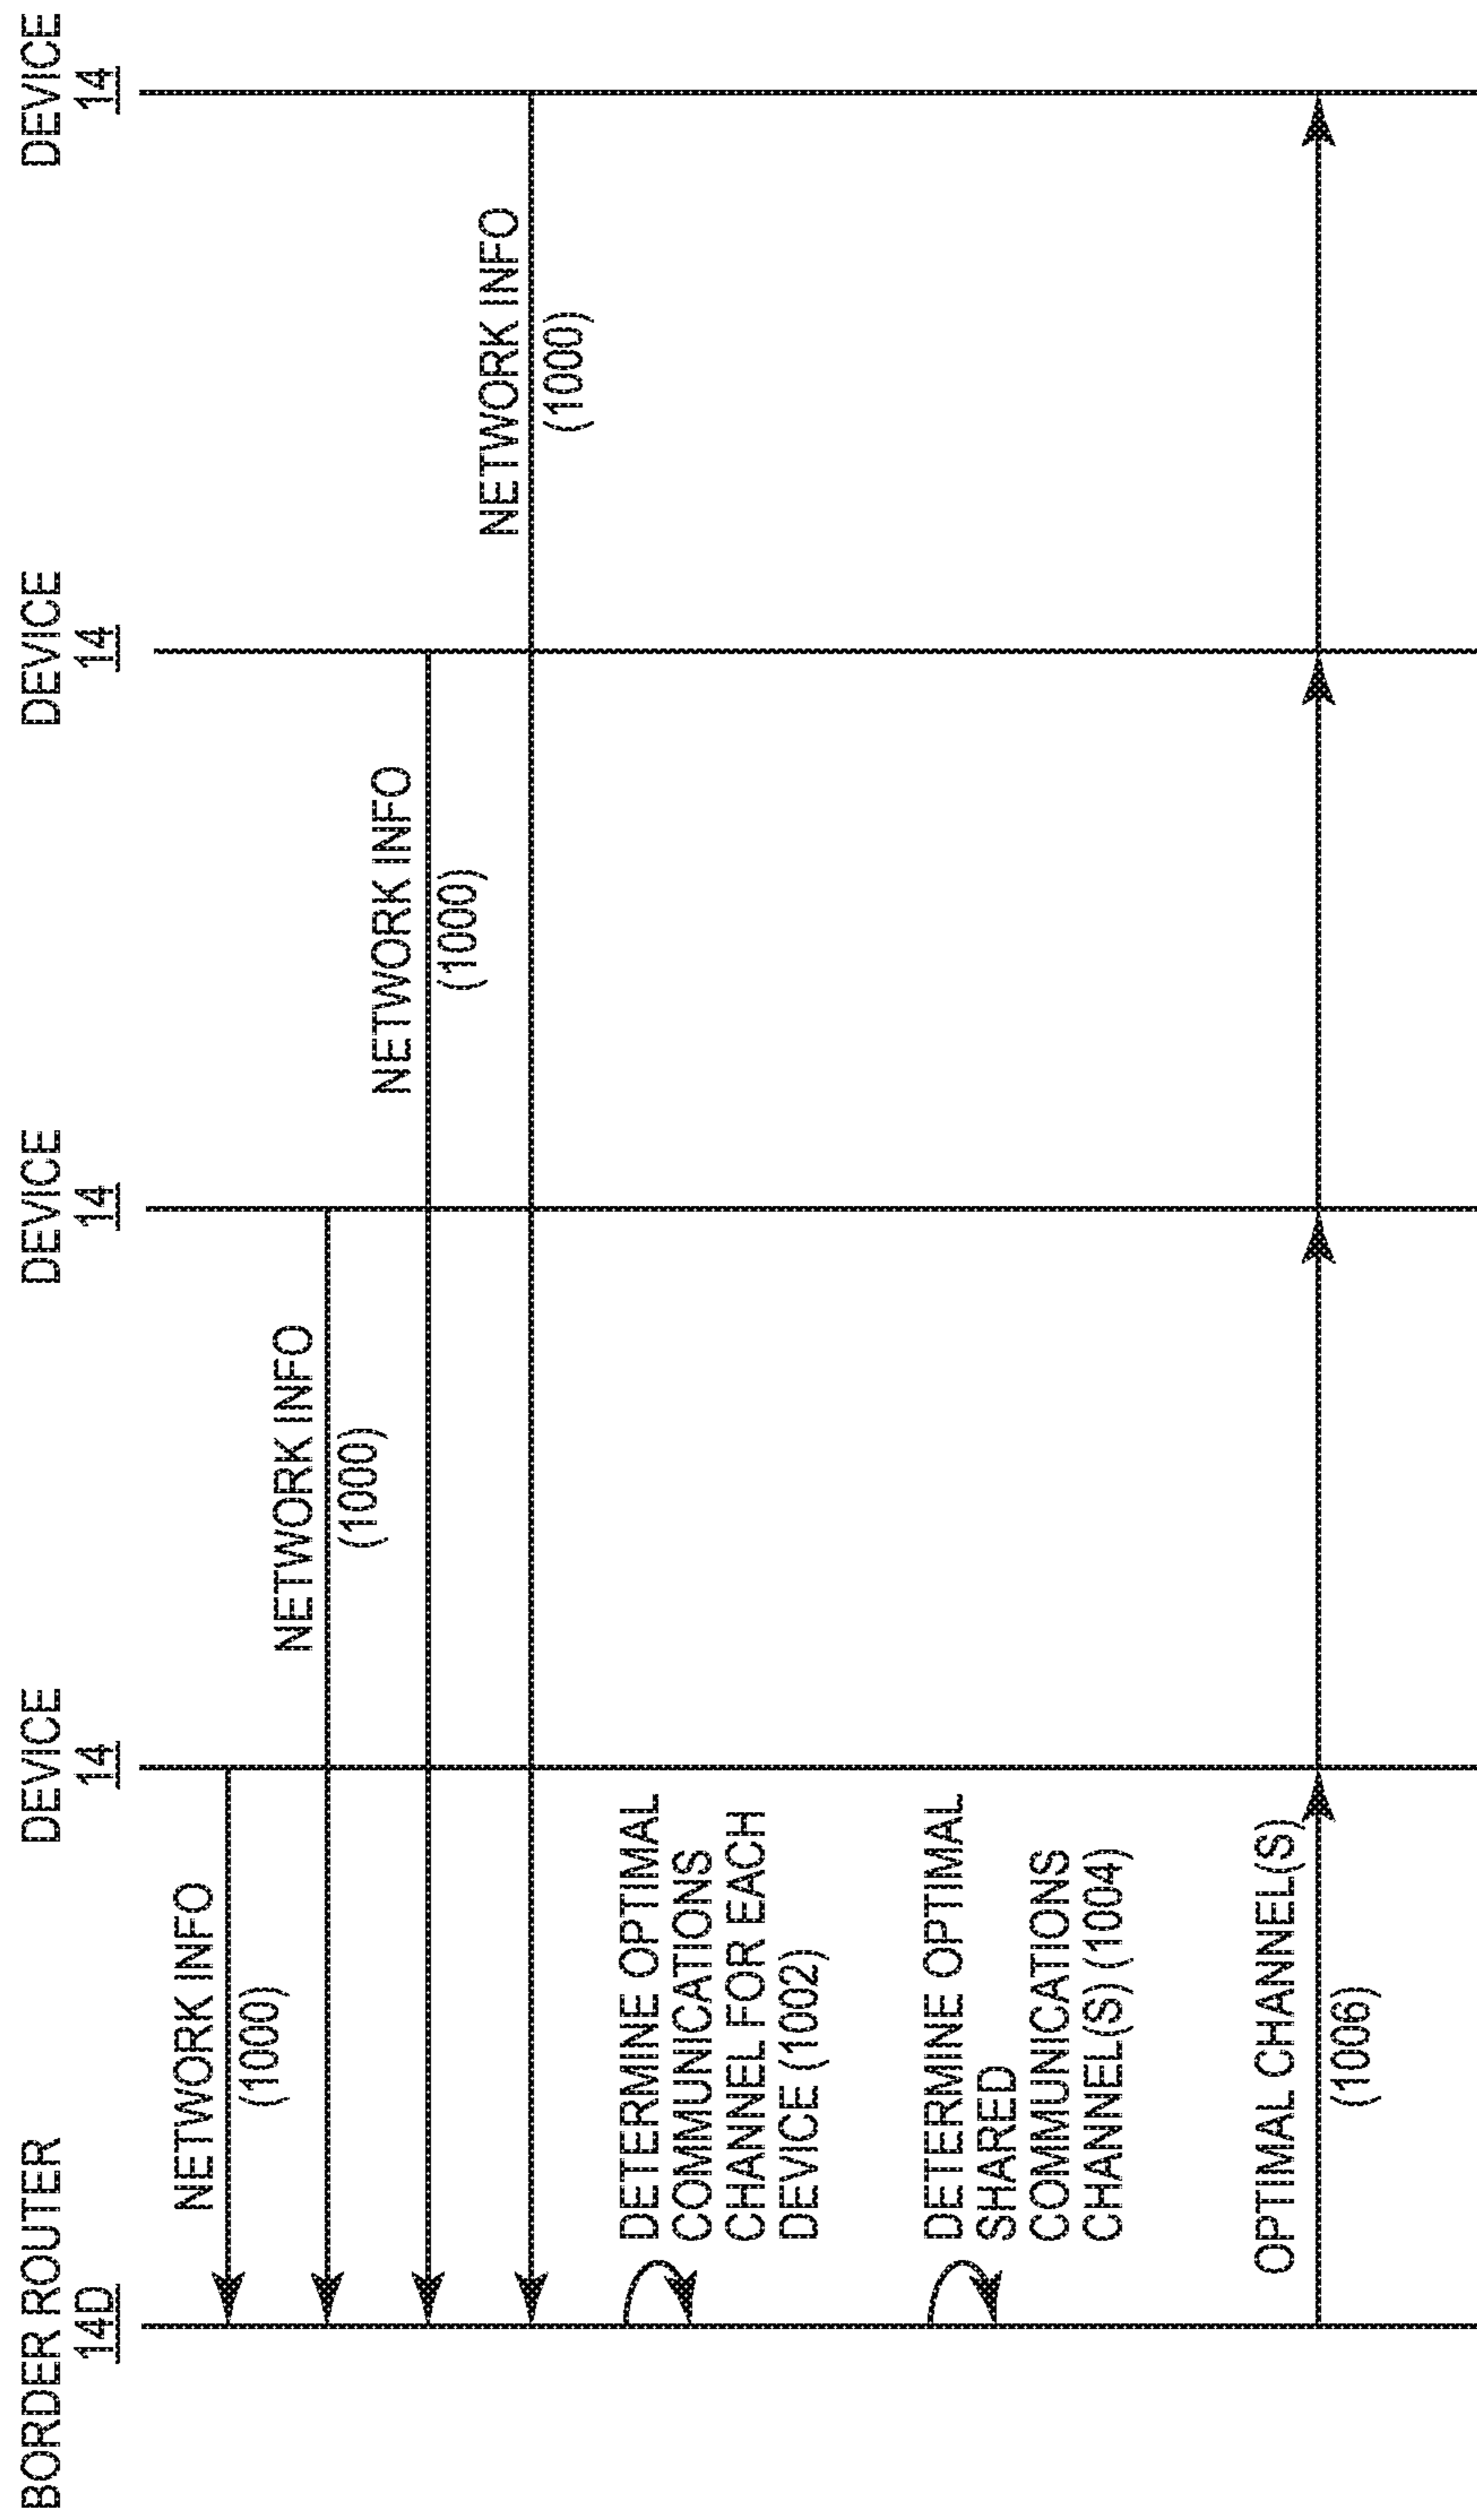 BORDER ROUTER
14D
DEVICE
14
DEVICE
14
DEVICE
14
DEVICE
14
NETWORK INFO
(1000)
NETWORK INFO
(1000)
NETWORK INFO
(1000)
NETWORK INFO
(1000)
DETERMINE OPTIMAL
COMMUNICATIONS
CHANNEL FOR EACH
DEVICE (1002)
DETERMINE OPTIMAL
SHARED
COMMUNICATIONS
CHANNEL(S) (1004)
OPTIMAL CHANNEL(S)
(1006)